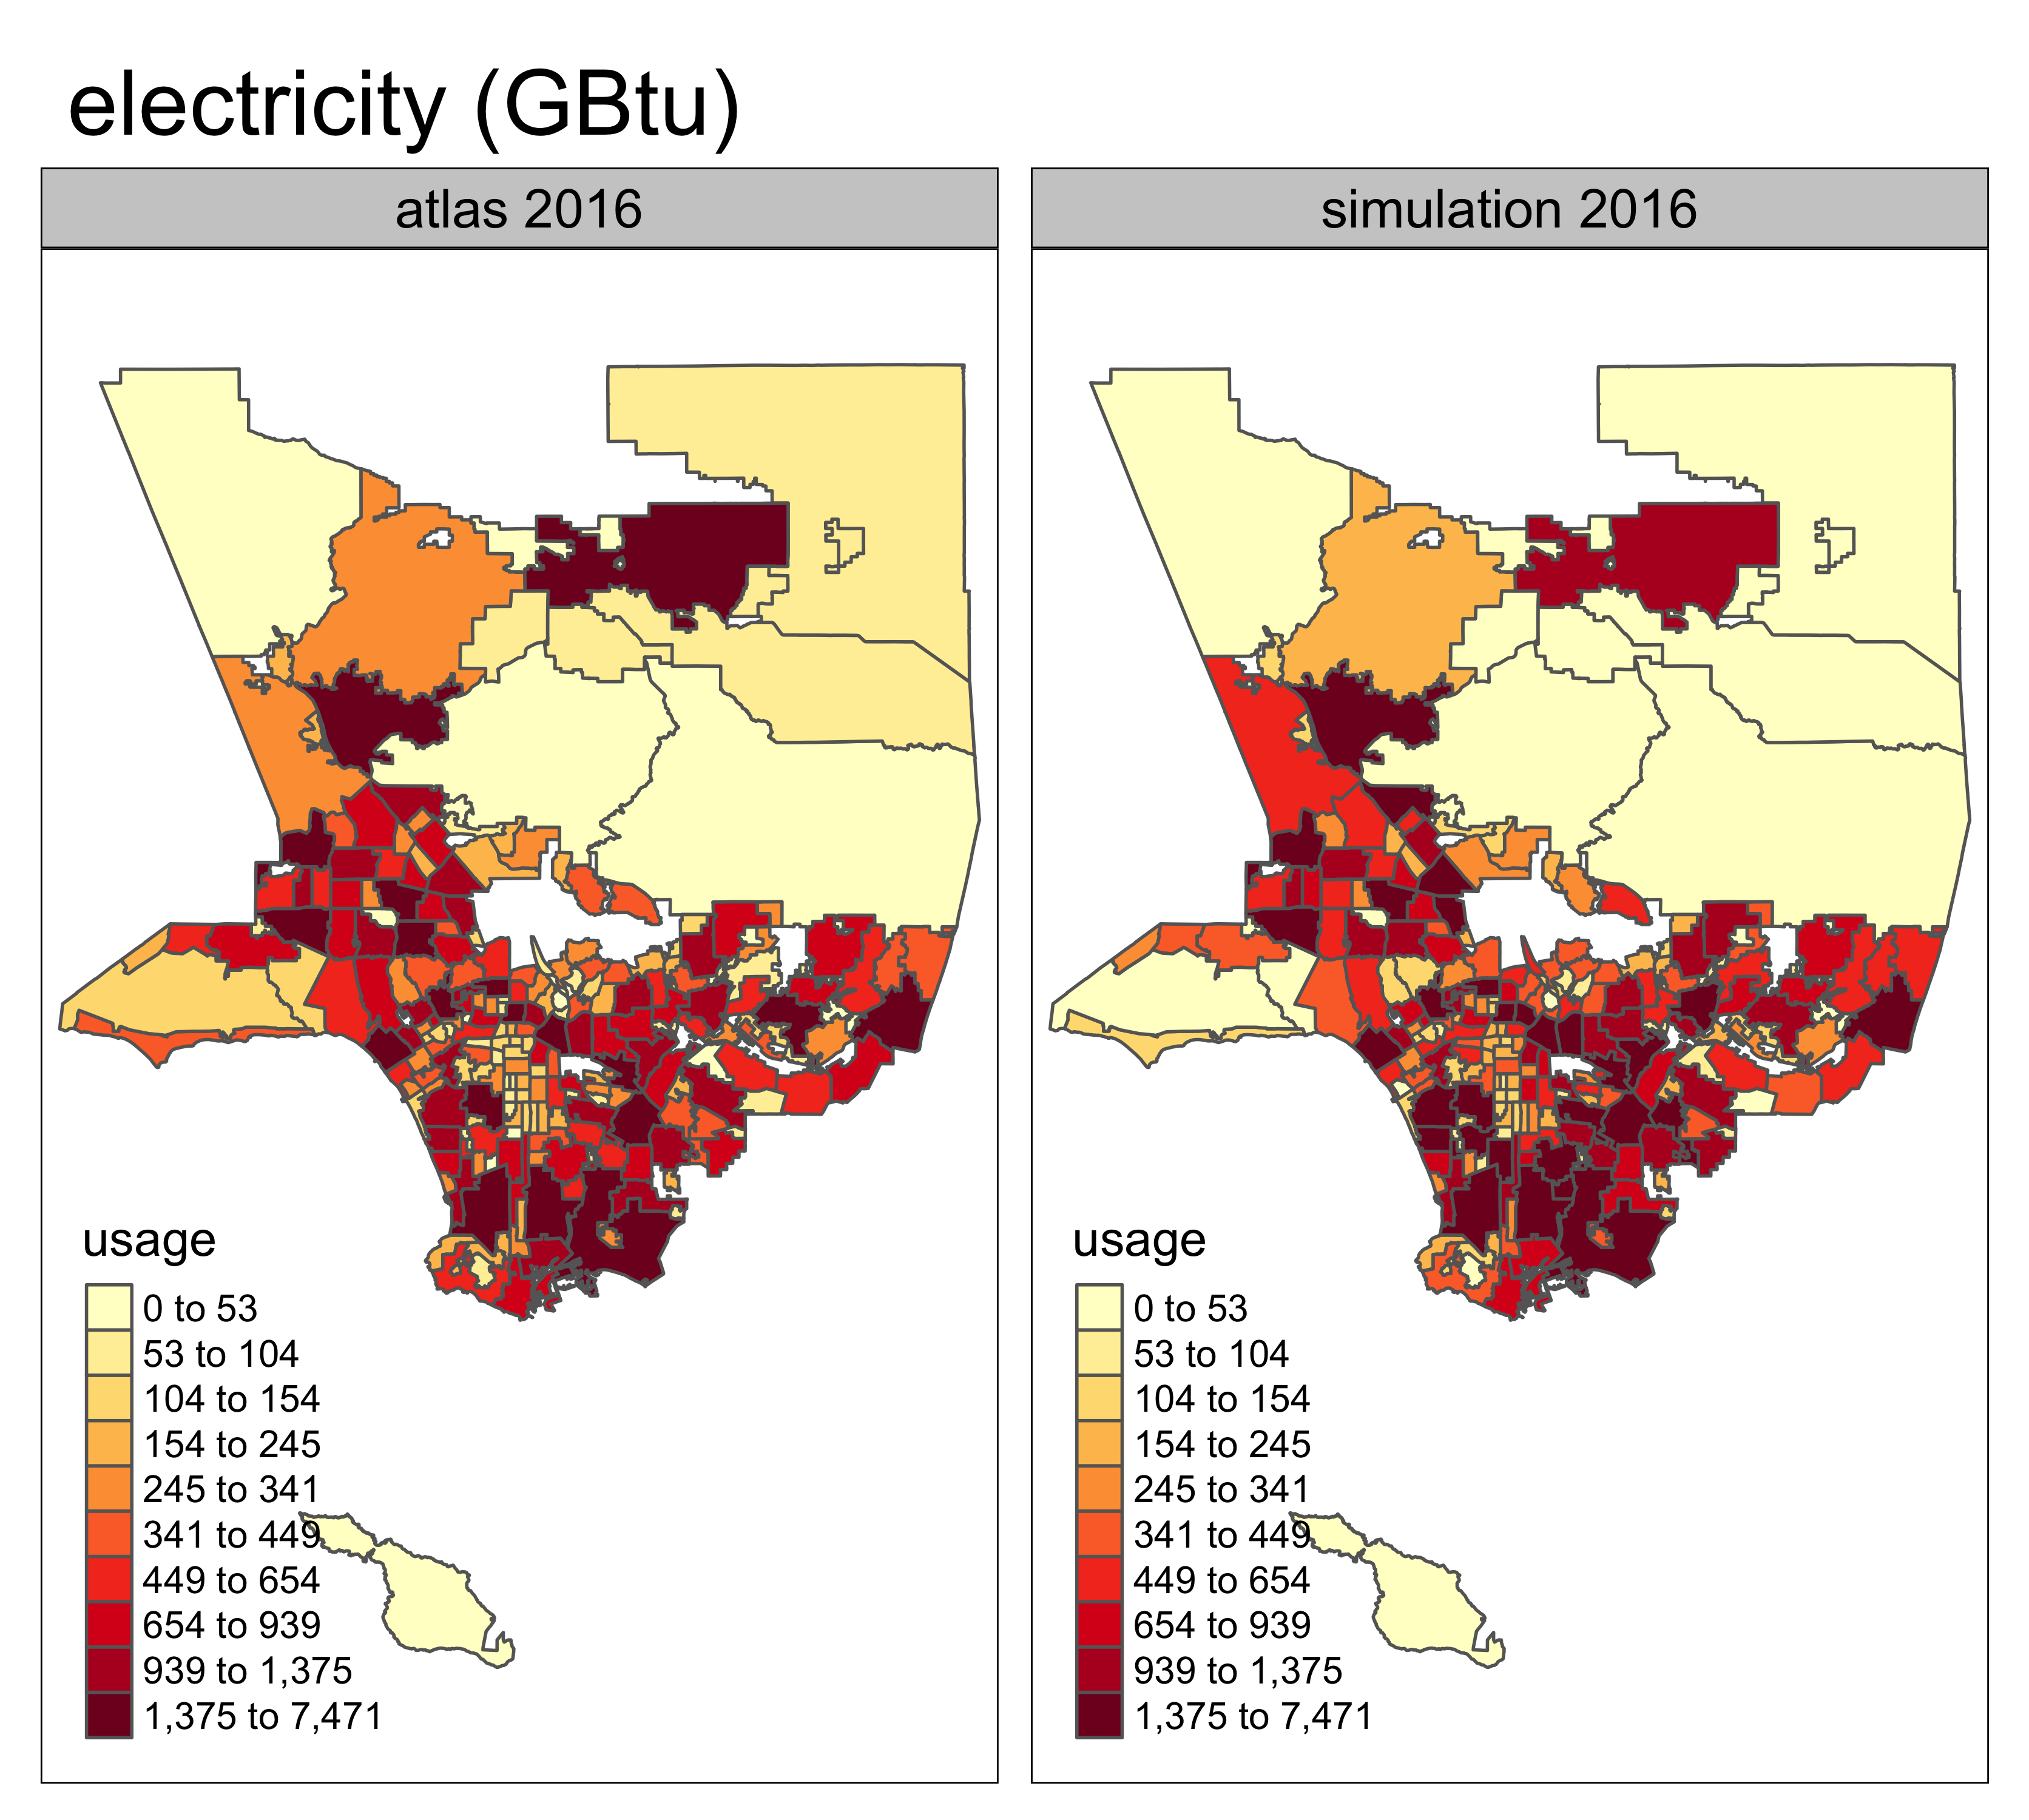 electricity (GBtu)
atlas 2016
usage
0 to 53
53 to 104
104 to 154
154 to 245
245 to 341
341 to 449
449 to 654
654 to 939
939 to 1,375
1,375 to 7,471
simulation 2016
usage
0 to 53
53 to 104
104 to 154
154 to 245
245 to 341
341 to 449
449 to 654
654 to 939
939 to 1,375
1,375 to 7,471